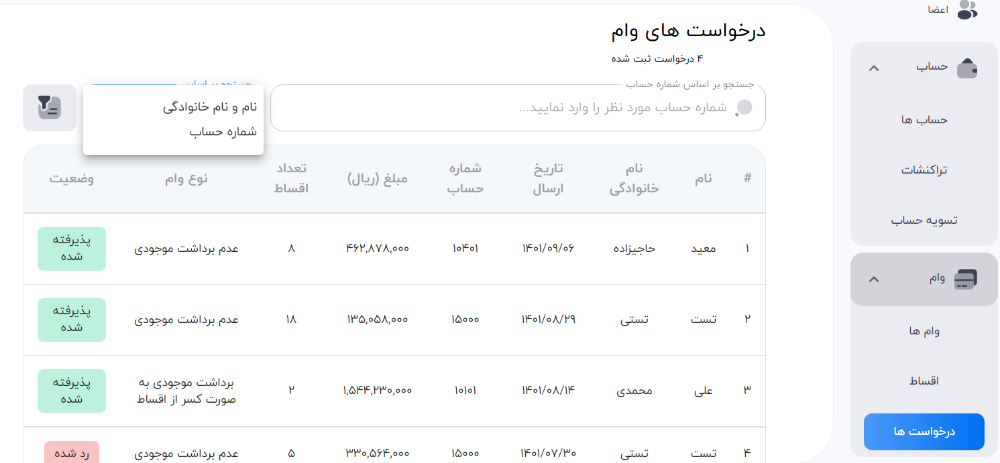 اعضا
حساب
حساب ها
تراکنشات
تسویه حساب
وام
وام ها
اقساط
درخواست ها
درخواست های وام
۴ درخواست ثبت شده
جستجو بر اساس شماره حساب
شماره حساب مورد نظر را وارد نمایید...
جستجو بر اساس
نام و نام خانوادگی
شماره حساب
# نام نام خانوادگی تاریخ ارسال شماره حساب مبلغ (ریال) تعداد اقساط نوع وام وضعیت
۱ معید حاجیزاده ۱۴۰۱/۰۹/۰۶ ۱۰۴۰۱ ۴۶۲,۸۷۸,۰۰۰ ۸ عدم برداشت موجودی پذیرفته شده
۲ تست تستی ۱۴۰۱/۰۸/۲۹ ۱۵۰۰۰ ۱۳۵,۰۵۸,۰۰۰ ۱۸ عدم برداشت موجودی پذیرفته شده
۳ علی محمدی ۱۴۰۱/۰۸/۱۴ ۱۰۱۰۱ ۱,۵۴۴,۲۳۰,۰۰۰ ۲ برداشت موجودی به صورت کسر از اقساط پذیرفته شده
۴ تست تستی ۱۴۰۱/۰۷/۳۰ ۱۵۰۰۰ ۳۳۰,۵۶۴,۰۰۰ ۵ عدم برداشت موجودی رد شده